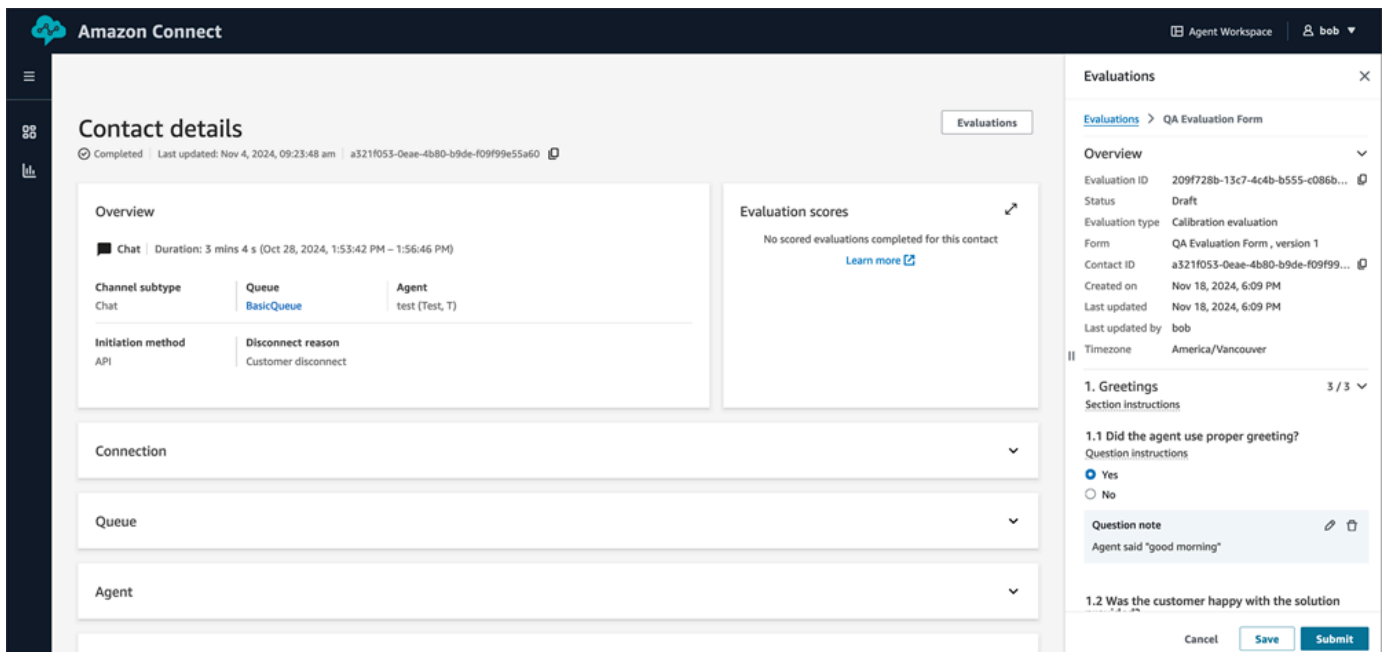 Amazon Connect
Agent Workspace
bob
Contact details
Evaluations
Completed Last updated: Nov 4, 2024, 09:23:48 am a321f053-0eae-4b80-b9de-f09f99e55a60
Overview
Chat Duration: 3 mins 4 s (Oct 28, 2024, 1:53:42 PM – 1:56:46 PM)
Channel subtype Queue Agent
Chat BasicQueue test (Test, T)
Initiation method Disconnect reason
API Customer disconnect
Evaluation scores
No scored evaluations completed for this contact
Learn more
Connection
Queue
Agent
Evaluations
Evaluations > QA Evaluation Form
Overview
Evaluation ID 209f728b-13c7-4c4b-b555-c086b...
Status Draft
Evaluation type Calibration evaluation
Form QA Evaluation Form , version 1
Contact ID a321f053-0eae-4b80-b9de-f09f99...
Created on Nov 18, 2024, 6:09 PM
Last updated Nov 18, 2024, 6:09 PM
Last updated by bob
Timezone America/Vancouver
1. Greetings 3 / 3
Section instructions
1.1 Did the agent use proper greeting?
Question instructions
Yes
No
Question note
Agent said "good morning"
1.2 Was the customer happy with the solution
Cancel Save Submit